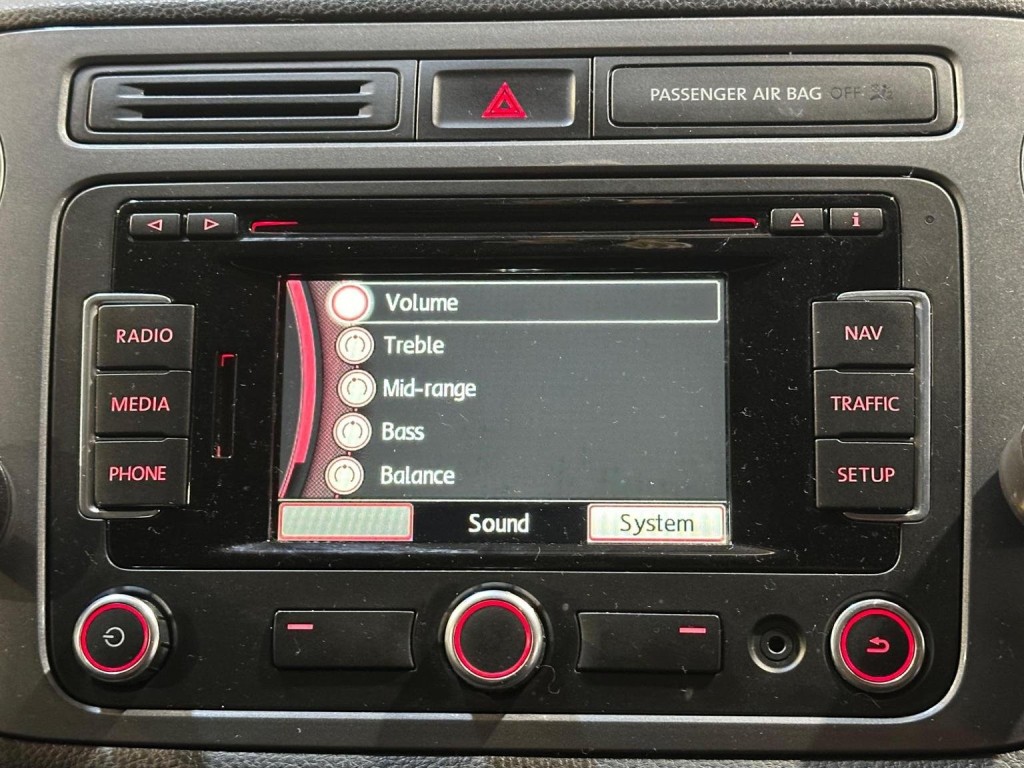 PASSENGER AIR BAG OFF
i
RADIO
MEDIA
PHONE
Volume
Treble
Mid-range
Bass
Balance
Sound
System
NAV
TRAFFIC
SETUP